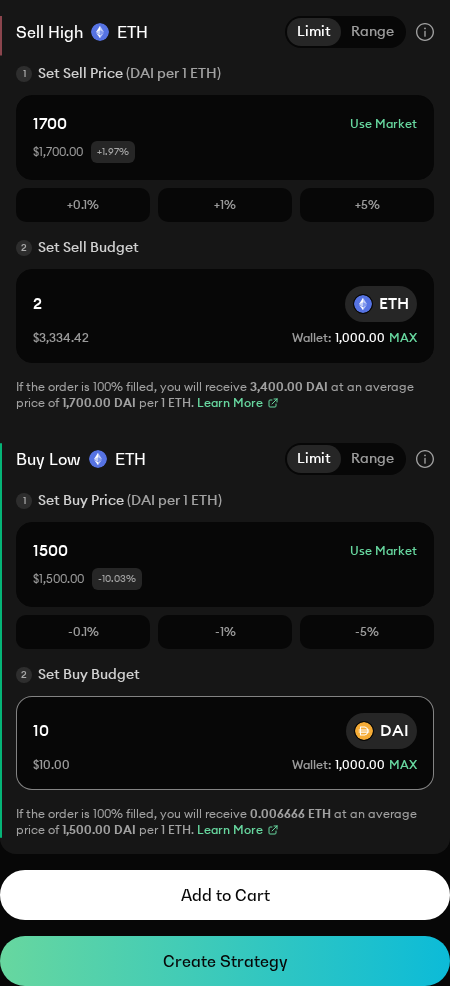 Sell High ETH Limit Range
1 Set Sell Price (DAI per 1 ETH)
1700 Use Market
$1,700.00 +1.97%
+0.1% +1% +5%
2 Set Sell Budget
2 ETH
$3,334.42 Wallet: 1,000.00 MAX
If the order is 100% filled, you will receive 3,400.00 DAI at an average
price of 1,700.00 DAI per 1 ETH. Learn More
Buy Low ETH Limit Range
1 Set Buy Price (DAI per 1 ETH)
1500 Use Market
$1,500.00 -10.03%
-0.1% -1% -5%
2 Set Buy Budget
10 DAI
$10.00 Wallet: 1,000.00 MAX
If the order is 100% filled, you will receive 0.006666 ETH at an average
price of 1,500.00 DAI per 1 ETH. Learn More
Add to Cart
Create Strategy